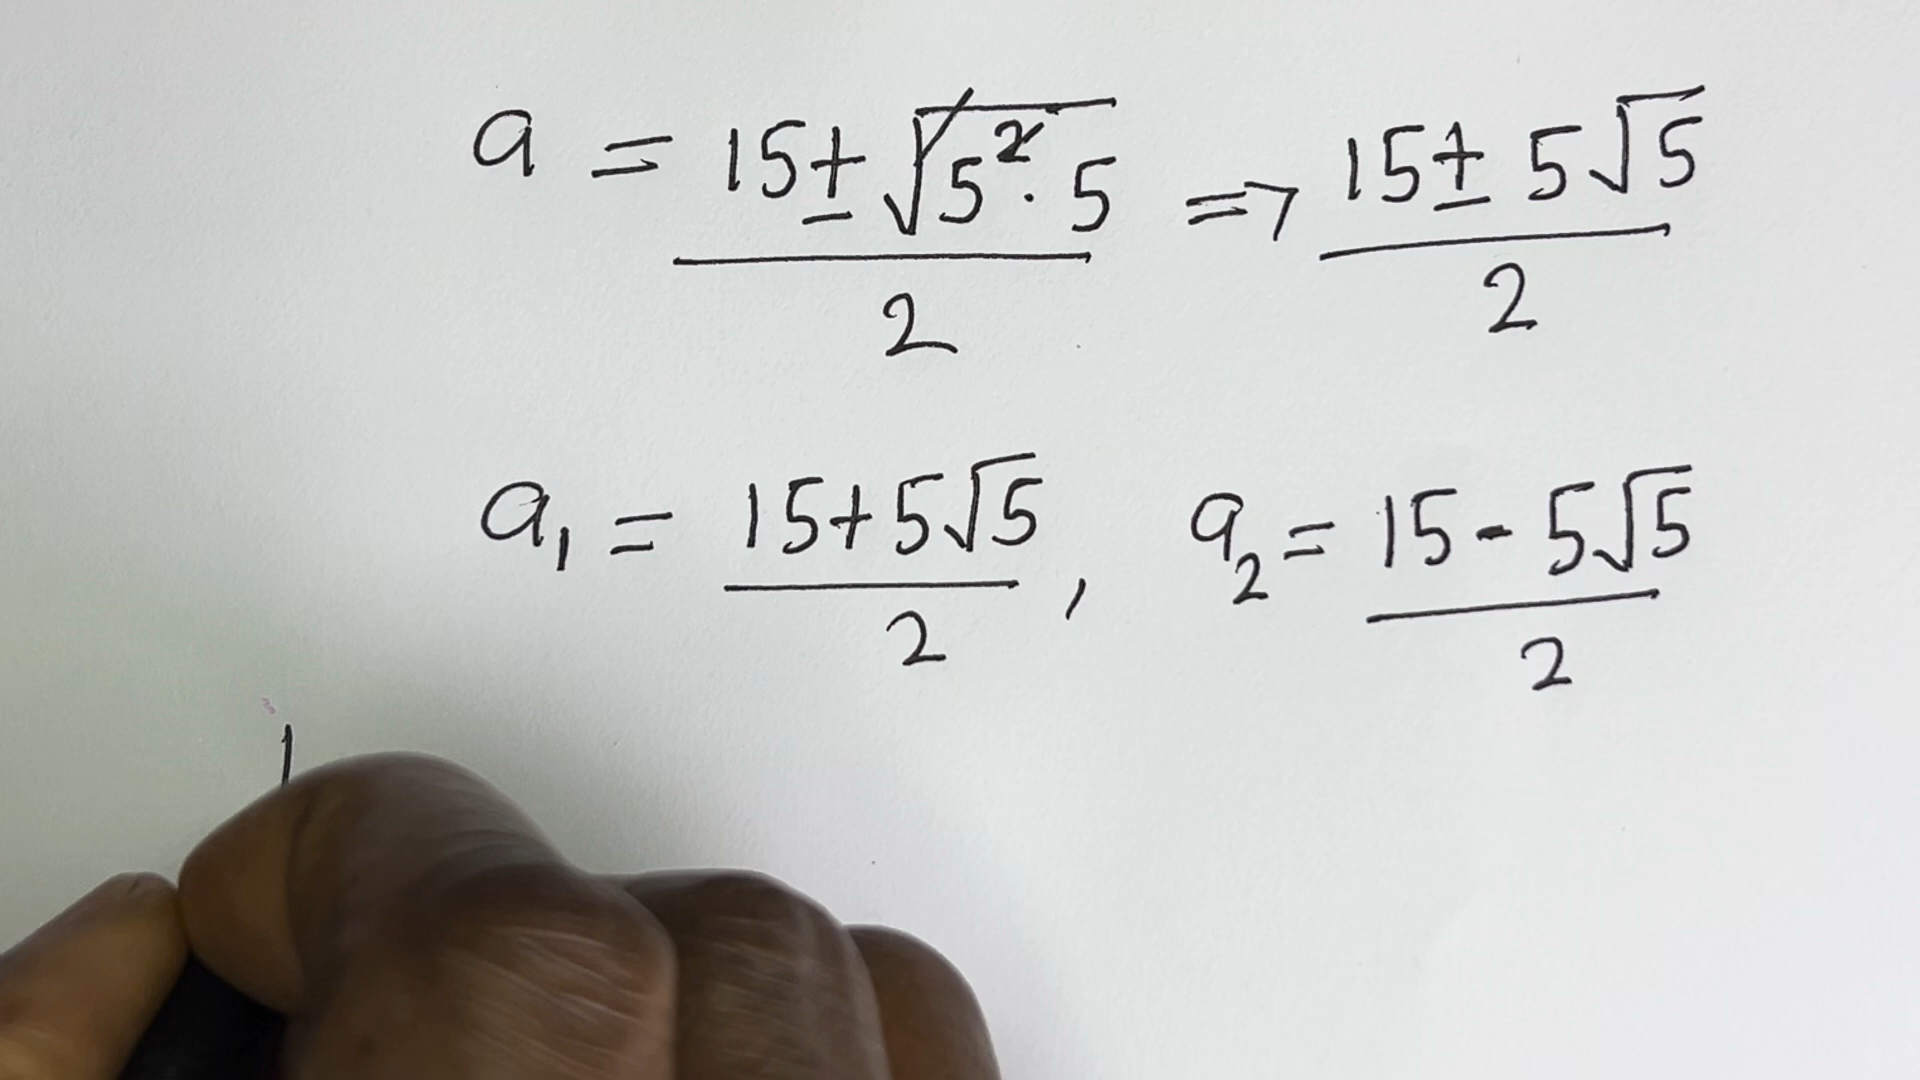 a = (15 ± √(5² · 5))/2 => (15 ± 5√5)/2
a₁ = (15 + 5√5)/2 , a₂ = (15 - 5√5)/2